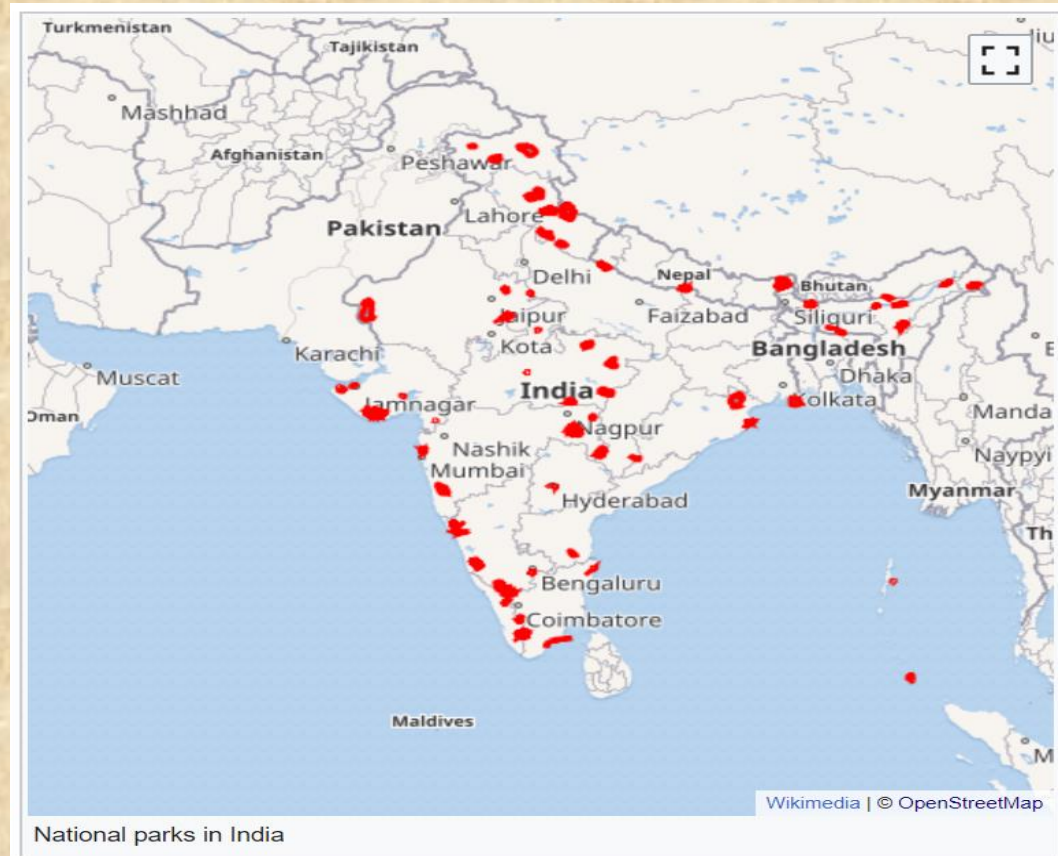 Turkmenistan
Tajikistan
Mashhad
Afghanistan
Peshawar
Lahore
Pakistan
Delhi
Nepal
Bhutan
Jaipur
Faizabad
Siliguri
Karachi
Kota
Bangladesh
Muscat
Dhaka
India
Oman
Jamnagar
Kolkata
Manda
Nagpur
Nashik
Naypyi
Mumbai
Myanmar
Hyderabad
Th
Bengaluru
Coimbatore
Maldives
M
Wikimedia | © OpenStreetMap
National parks in India